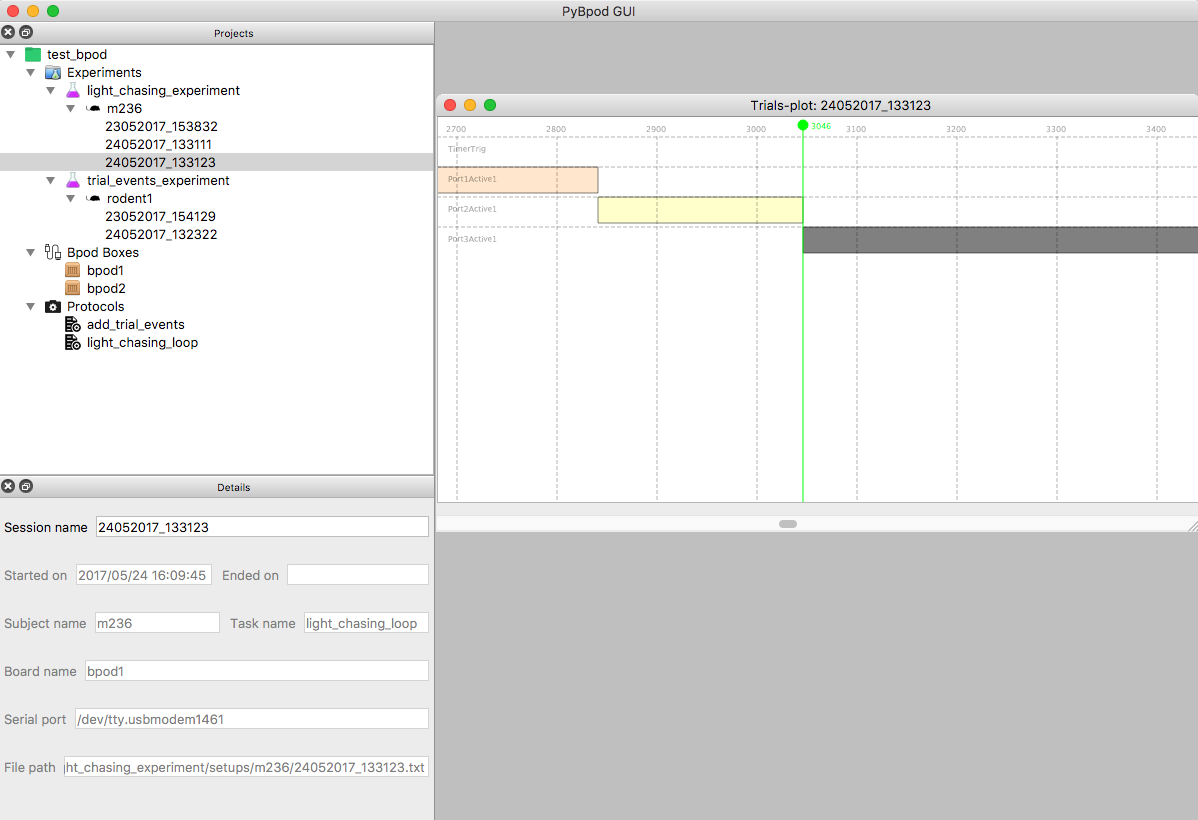 PyBpod GUI
Projects
test_bpod
Experiments
light_chasing_experiment
m236
23052017_153832
24052017_133111
24052017_133123
trial_events_experiment
rodent1
23052017_154129
24052017_132322
Bpod Boxes
bpod1
bpod2
Protocols
add_trial_events
light_chasing_loop
Details
Session name 24052017_133123
Started on 2017/05/24 16:09:45 Ended on
Subject name m236 Task name light_chasing_loop
Board name bpod1
Serial port /dev/tty.usbmodem1461
File path ht_chasing_experiment/setups/m236/24052017_133123.txt
Trials-plot: 24052017_133123
2700 2800 2900 3000 3046 3100 3200 3300 3400
TimerTrig
Port1Active1
Port2Active1
Port3Active1